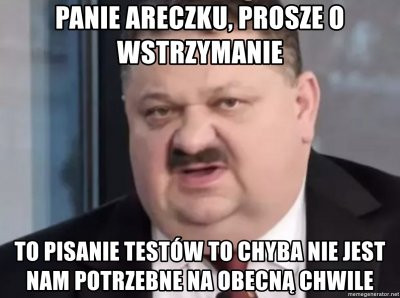 PANIE ARECZKU, PROSZE O
WSTRZYMANIE
TO PISANIE TESTÓW TO CHYBA NIE JEST
NAM POTRZEBNE NA OBECNĄ CHWILE
memegenerator.net